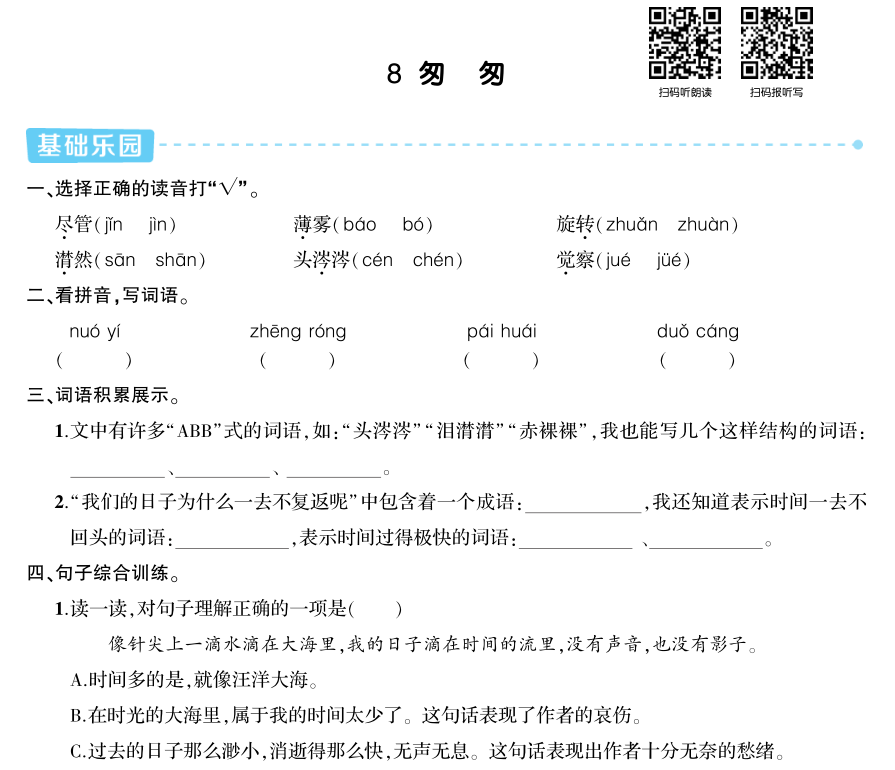 8 匆 匆
扫码听朗读 扫码报听写
基础乐园
一、选择正确的读音打“√”。
尽管(jǐn jìn) 薄雾(báo bó) 旋转(zhuǎn zhuàn)
潸然(sān shān) 头涔涔(cén chén) 觉察(jué jüé)
二、看拼音,写词语。
nuó yí zhēng róng pái huái duǒ cáng
( ) ( ) ( ) ( )
三、词语积累展示。
1.文中有许多“ABB”式的词语,如:“头涔涔”“泪潸潸”“赤裸裸”,我也能写几个这样结构的词语:
__________、__________、__________。
2.“我们的日子为什么一去不复返呢”中包含着一个成语:____________,我还知道表示时间一去不
回头的词语:____________,表示时间过得极快的词语:____________、____________。
四、句子综合训练。
1.读一读,对句子理解正确的一项是( )
像针尖上一滴水滴在大海里,我的日子滴在时间的流里,没有声音,也没有影子。
A.时间多的是,就像汪洋大海。
B.在时光的大海里,属于我的时间太少了。这句话表现了作者的哀伤。
C.过去的日子那么渺小,消逝得那么快,无声无息。这句话表现出作者十分无奈的愁绪。